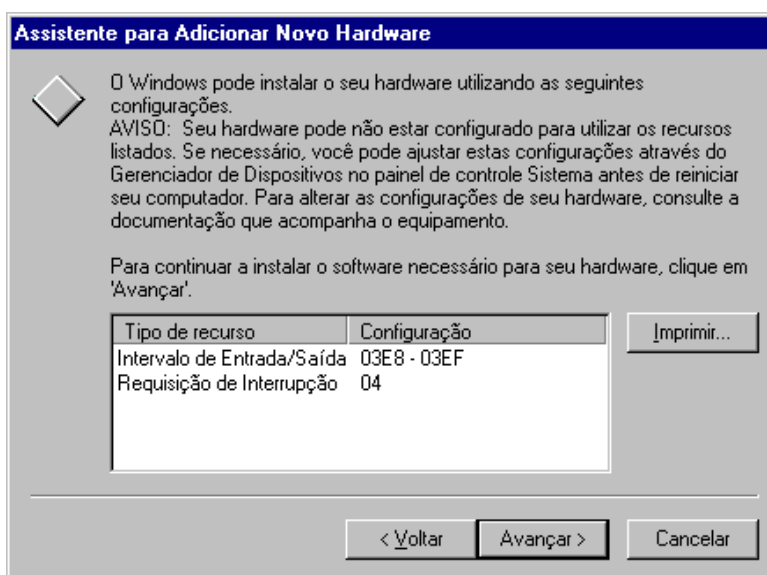 Assistente para Adicionar Novo Hardware
O Windows pode instalar o seu hardware utilizando as seguintes
configurações.
AVISO: Seu hardware pode não estar configurado para utilizar os recursos
listados. Se necessário, você pode ajustar estas configurações através do
Gerenciador de Dispositivos no painel de controle Sistema antes de reiniciar
seu computador. Para alterar as configurações de seu hardware, consulte a
documentação que acompanha o equipamento.
Para continuar a instalar o software necessário para seu hardware, clique em
'Avançar'.
Tipo de recurso Configuração
Intervalo de Entrada/Saída 03E8 - 03EF
Requisição de Interrupção 04
Imprimir...
< Voltar Avançar > Cancelar